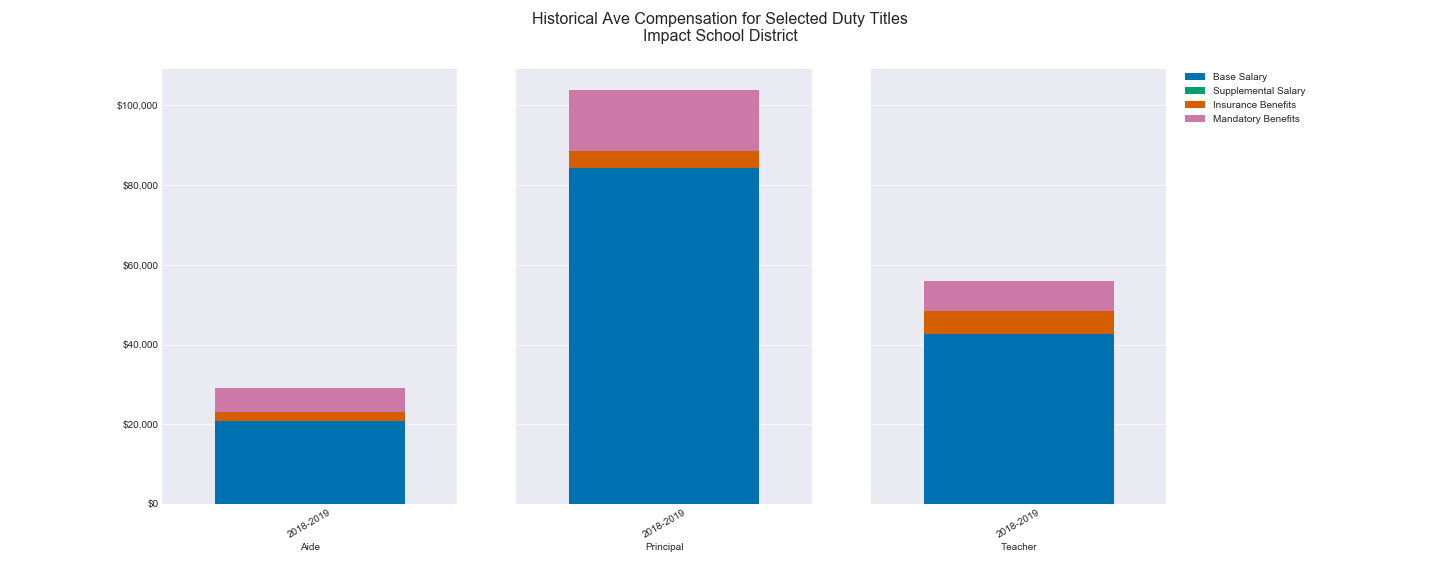 Historical Ave Compensation for Selected Duty Titles
Impact School District
Base Salary
Supplemental Salary
Insurance Benefits
Mandatory Benefits
$100,000
$80,000
$60,000
$40,000
$20,000
$0
2018-2019
2018-2019
2018-2019
Aide
Principal
Teacher